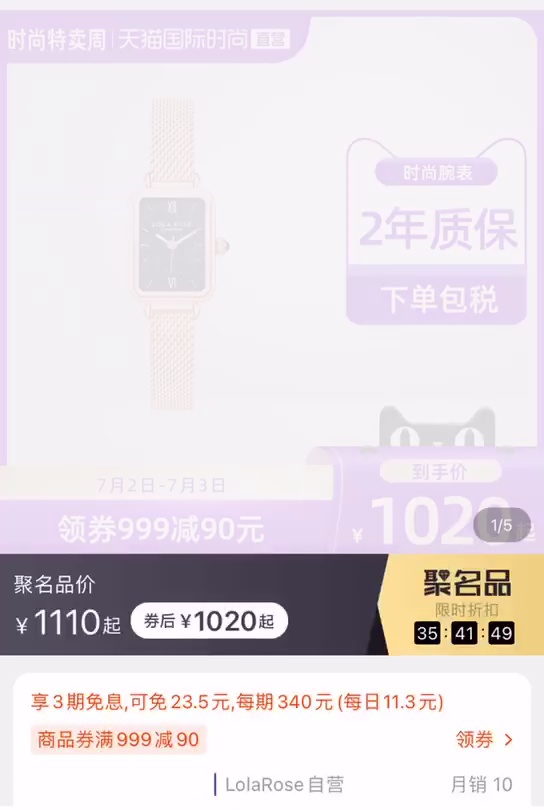 时尚特卖周 | 天猫国际时尚 直营
LOLA ROSE
时尚腕表
2年质保
下单包税
7月2日-7月3日
领券999减90元
到手价
¥1020起
1/5
聚名品价
¥1110起 券后¥1020起
聚名品
限时折扣
35:41:49
享3期免息,可免23.5元,每期340元(每日11.3元)
商品券满999减90
领券 >
LolaRose自营
月销 10